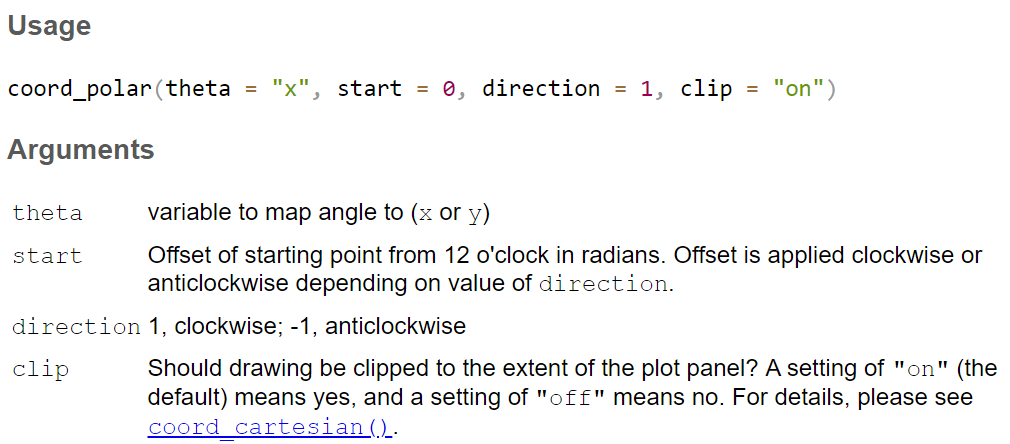 Usage
coord_polar(theta = "x", start = 0, direction = 1, clip = "on")
Arguments
theta variable to map angle to (x or y)
start Offset of starting point from 12 o'clock in radians. Offset is applied clockwise or
anticlockwise depending on value of direction.
direction 1, clockwise; -1, anticlockwise
clip Should drawing be clipped to the extent of the plot panel? A setting of "on" (the
default) means yes, and a setting of "off" means no. For details, please see
coord_cartesian().